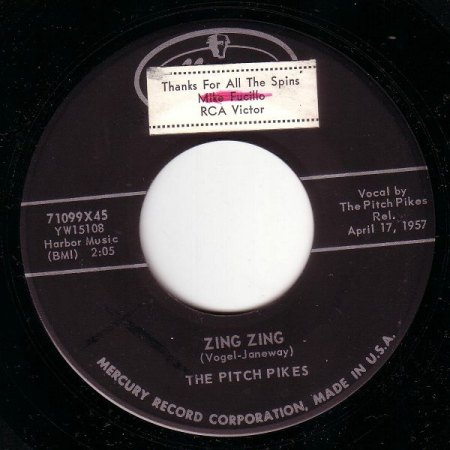 Thanks For All The Spins
Mike Fucillo
RCA Victor
71099X45
YW15108
Harbor Music
(BMI) 2:05
Vocal by
The Pitch Pikes
Rel.
April 17, 1957
ZING ZING
(Vogel-Janeway)
THE PITCH PIKES
MERCURY RECORD CORPORATION, MADE IN U.S.A.